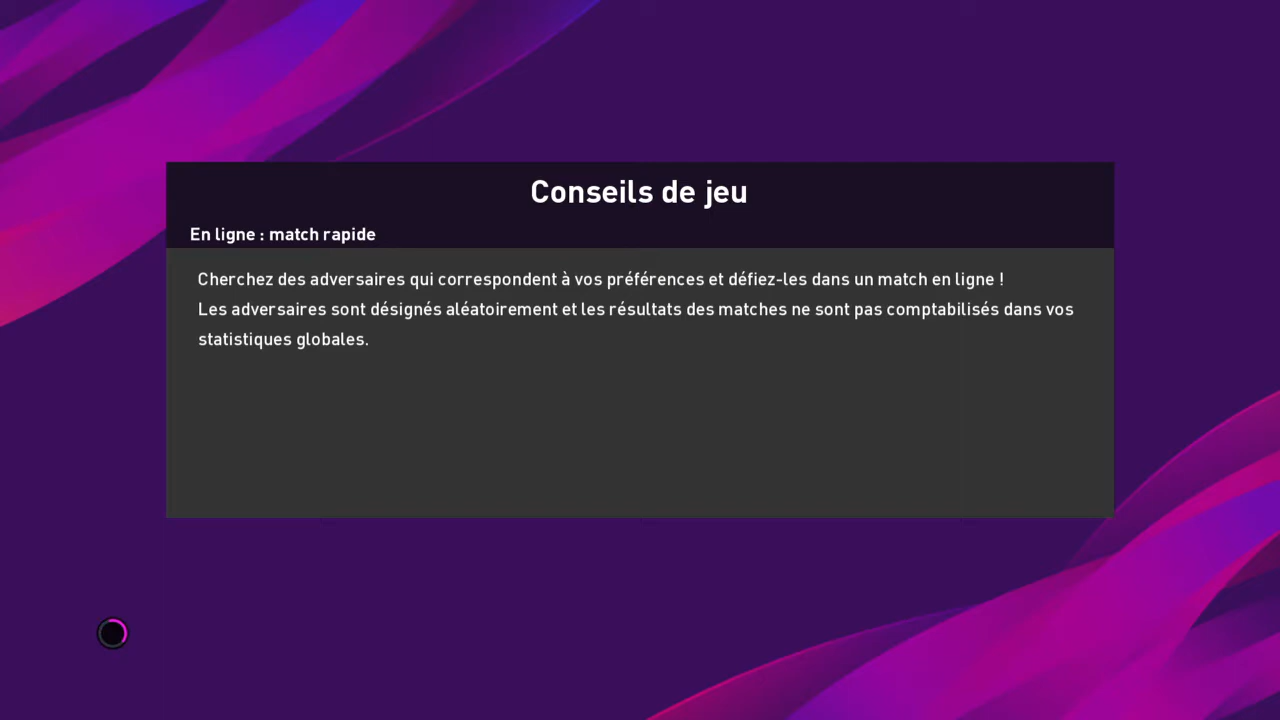 Conseils de jeu
En ligne : match rapide
Cherchez des adversaires qui correspondent à vos préférences et défiez-les dans un match en ligne !
Les adversaires sont désignés aléatoirement et les résultats des matches ne sont pas comptabilisés dans vos
statistiques globales.